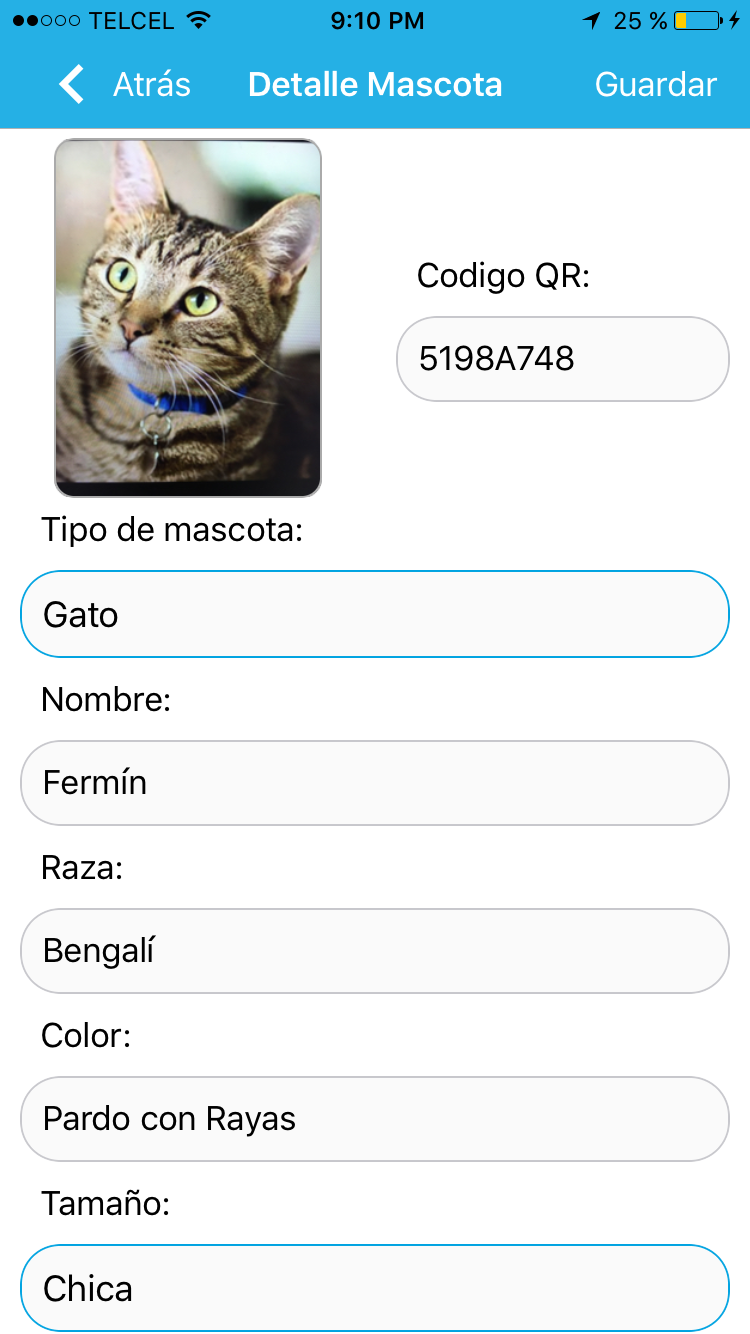 TELCEL 9:10 PM 25 %
Atrás Detalle Mascota Guardar
Codigo QR:
5198A748
Tipo de mascota:
Gato
Nombre:
Fermín
Raza:
Bengalí
Color:
Pardo con Rayas
Tamaño:
Chica